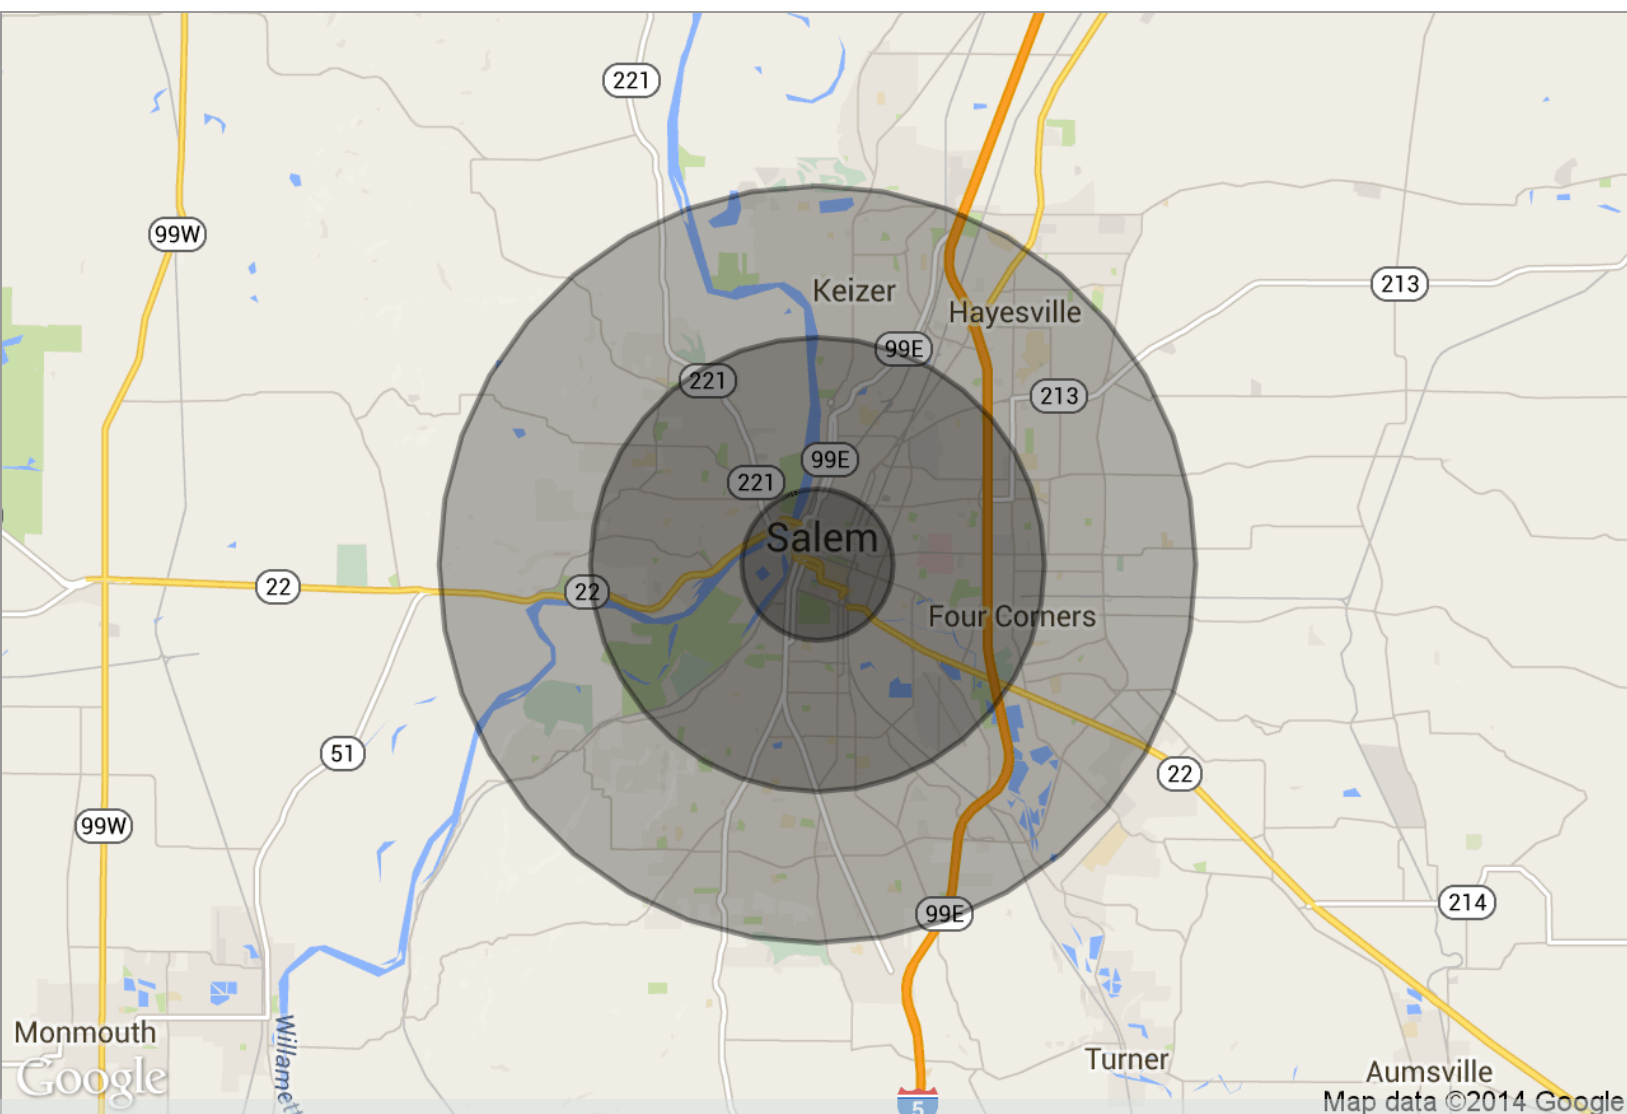 221
99W
213
Keizer
Hayesville
99E
221
213
99E
221
Salem
22
22
Four Corners
51
22
99W
214
99E
Monmouth
Willamett
Turner
Aumsville
Google
5
Map data ©2014 Google